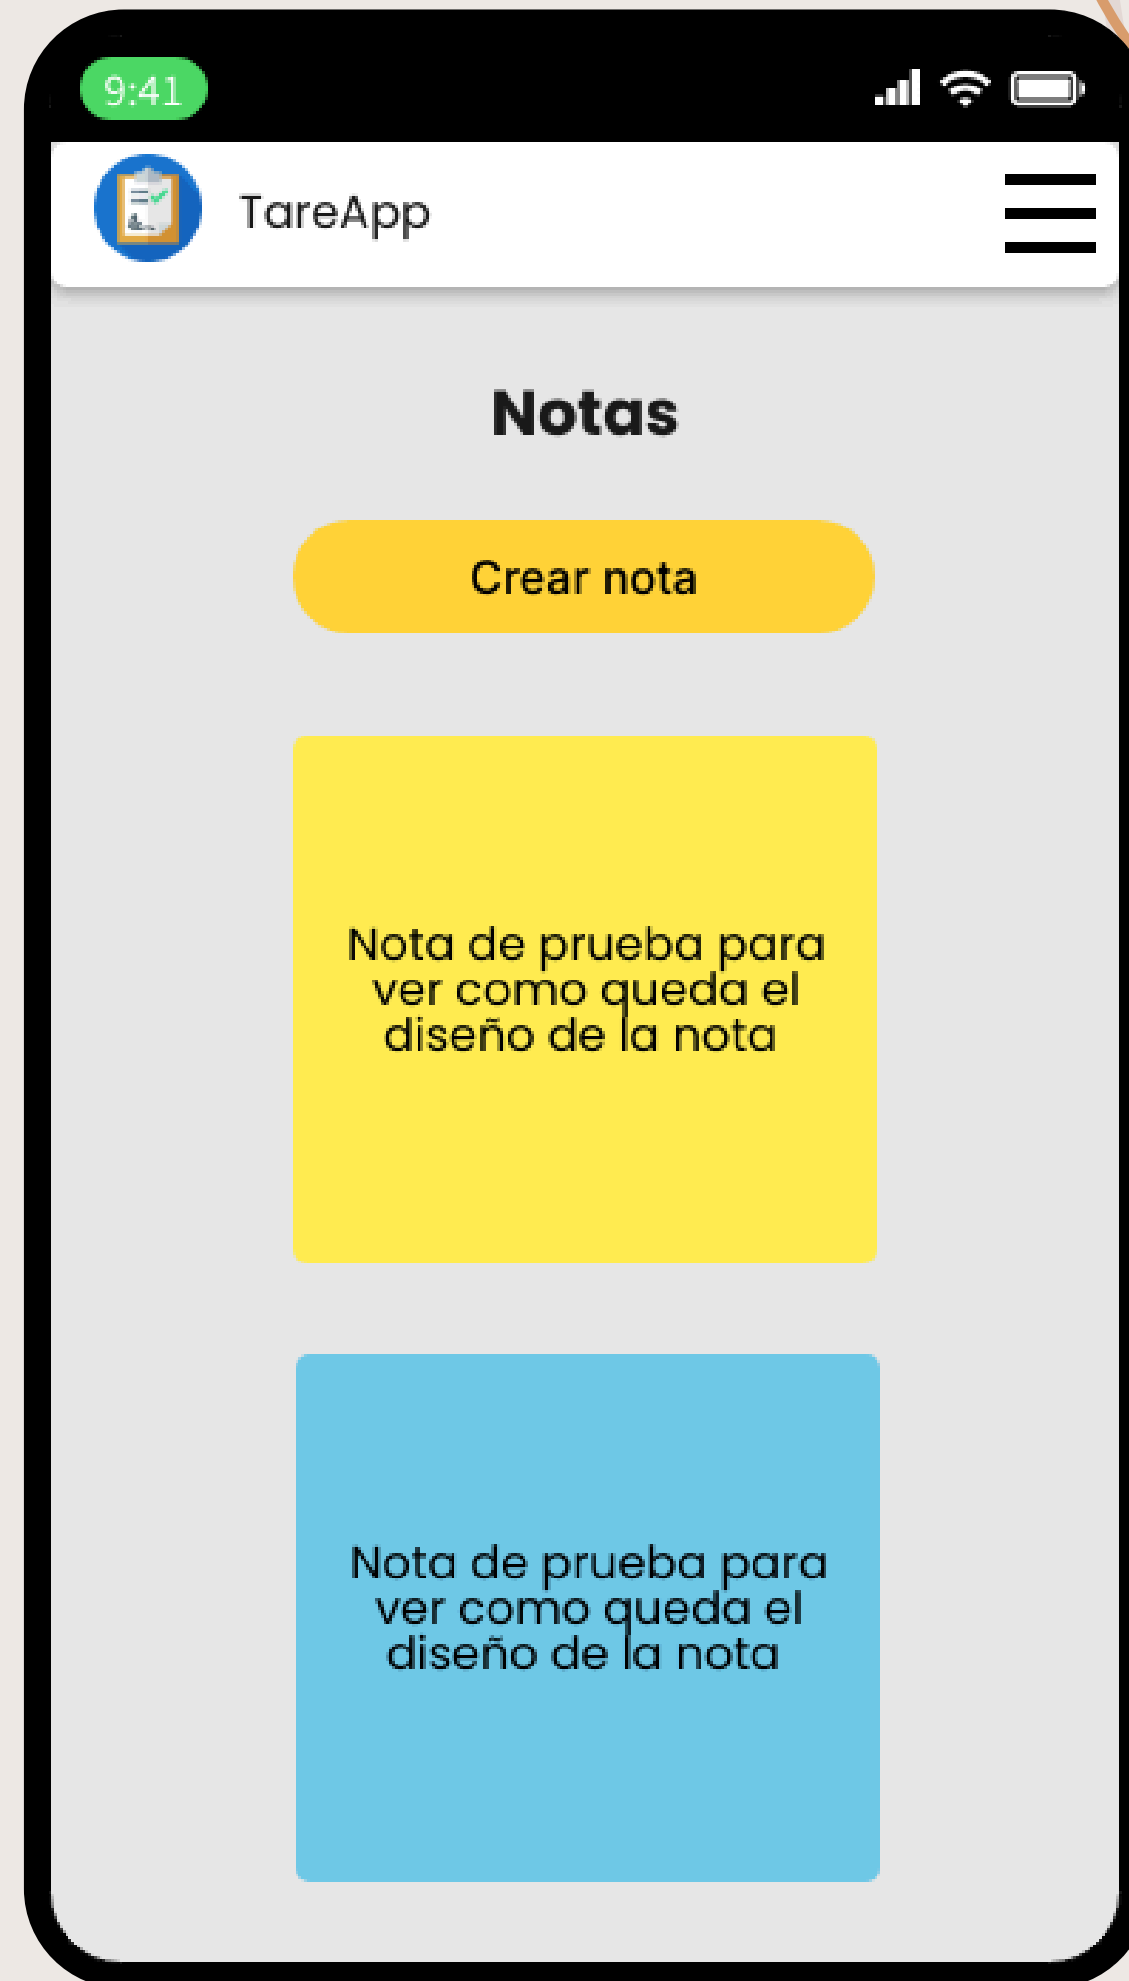 9:41
TareApp
Notas
Crear nota
Nota de prueba para
ver como queda el
diseño de la nota
Nota de prueba para
ver como queda el
diseño de la nota